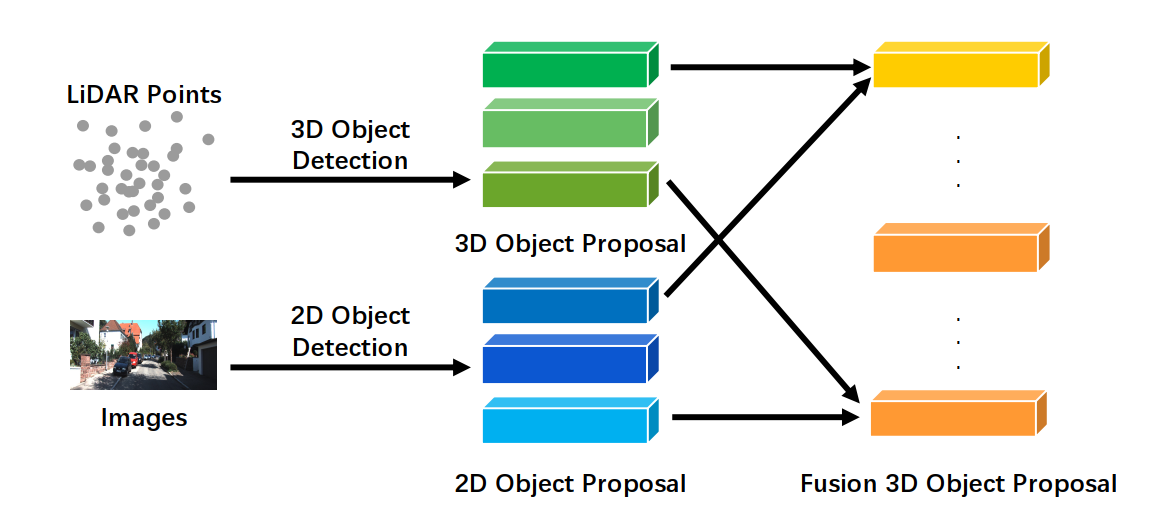 LiDAR Points
3D Object
Detection
3D Object Proposal
2D Object
Detection
Images
2D Object Proposal
Fusion 3D Object Proposal